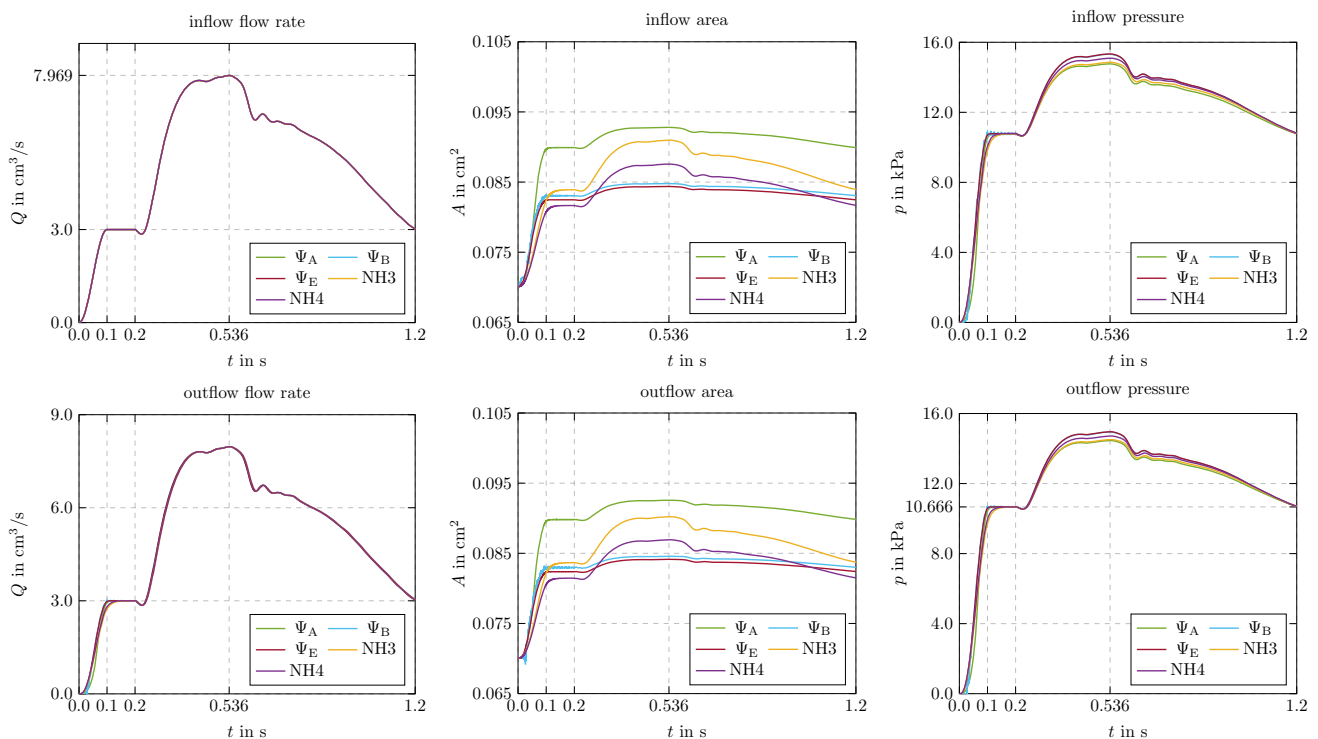 inflow flow rate
7.969
3.0
0.0
Q in cm³/s
0.0 0.1 0.2 0.536 1.2
t in s
Ψ_A Ψ_B
Ψ_E NH3
NH4
inflow area
0.105
0.095
0.085
0.075
0.065
A in cm²
0.0 0.1 0.2 0.536 1.2
t in s
Ψ_A Ψ_B
Ψ_E NH3
NH4
inflow pressure
16.0
12.0
8.0
4.0
0.0
p in kPa
0.0 0.1 0.2 0.536 1.2
t in s
Ψ_A Ψ_B
Ψ_E NH3
NH4
outflow flow rate
9.0
6.0
3.0
0.0
Q in cm³/s
0.0 0.1 0.2 0.536 1.2
t in s
Ψ_A Ψ_B
Ψ_E NH3
NH4
outflow area
0.105
0.095
0.085
0.075
0.065
A in cm²
0.0 0.1 0.2 0.536 1.2
t in s
Ψ_A Ψ_B
Ψ_E NH3
NH4
outflow pressure
16.0
12.0
10.666
8.0
4.0
0.0
p in kPa
0.0 0.1 0.2 0.536 1.2
t in s
Ψ_A Ψ_B
Ψ_E NH3
NH4